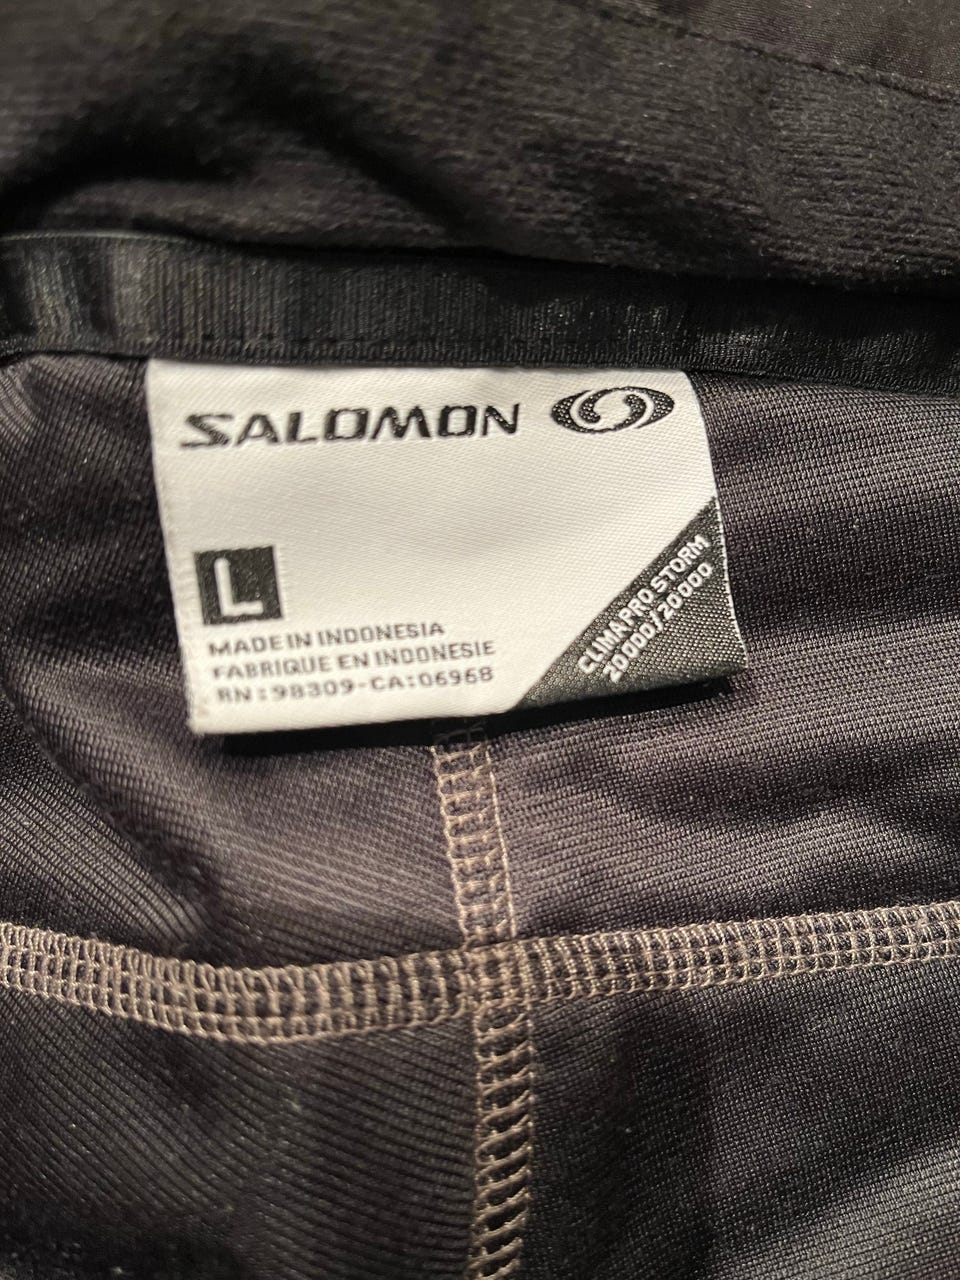 SALOMON
L
MADE IN INDONESIA
FABRIQUE EN INDONESIE
RN:98309-CA:06968
CLIMAPRO STORM
20000/20000